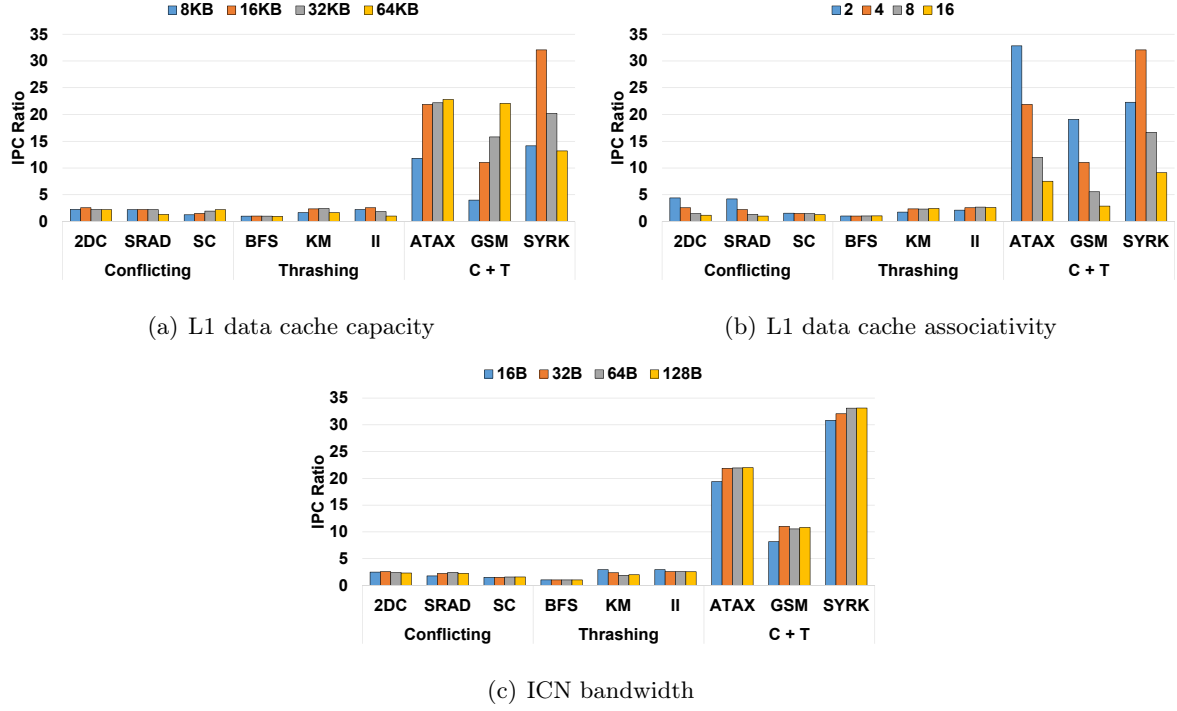 8KB 16KB 32KB 64KB
35
30
25
20
15
10
5
0
IPC Ratio
2DC SRAD SC BFS KM II ATAX GSM SYRK
Conflicting Thrashing C + T
(a) L1 data cache capacity
2 4 8 16
35
30
25
20
15
10
5
0
IPC Ratio
2DC SRAD SC BFS KM II ATAX GSM SYRK
Conflicting Thrashing C + T
(b) L1 data cache associativity
16B 32B 64B 128B
35
30
25
20
15
10
5
0
IPC Ratio
2DC SRAD SC BFS KM II ATAX GSM SYRK
Conflicting Thrashing C + T
(c) ICN bandwidth